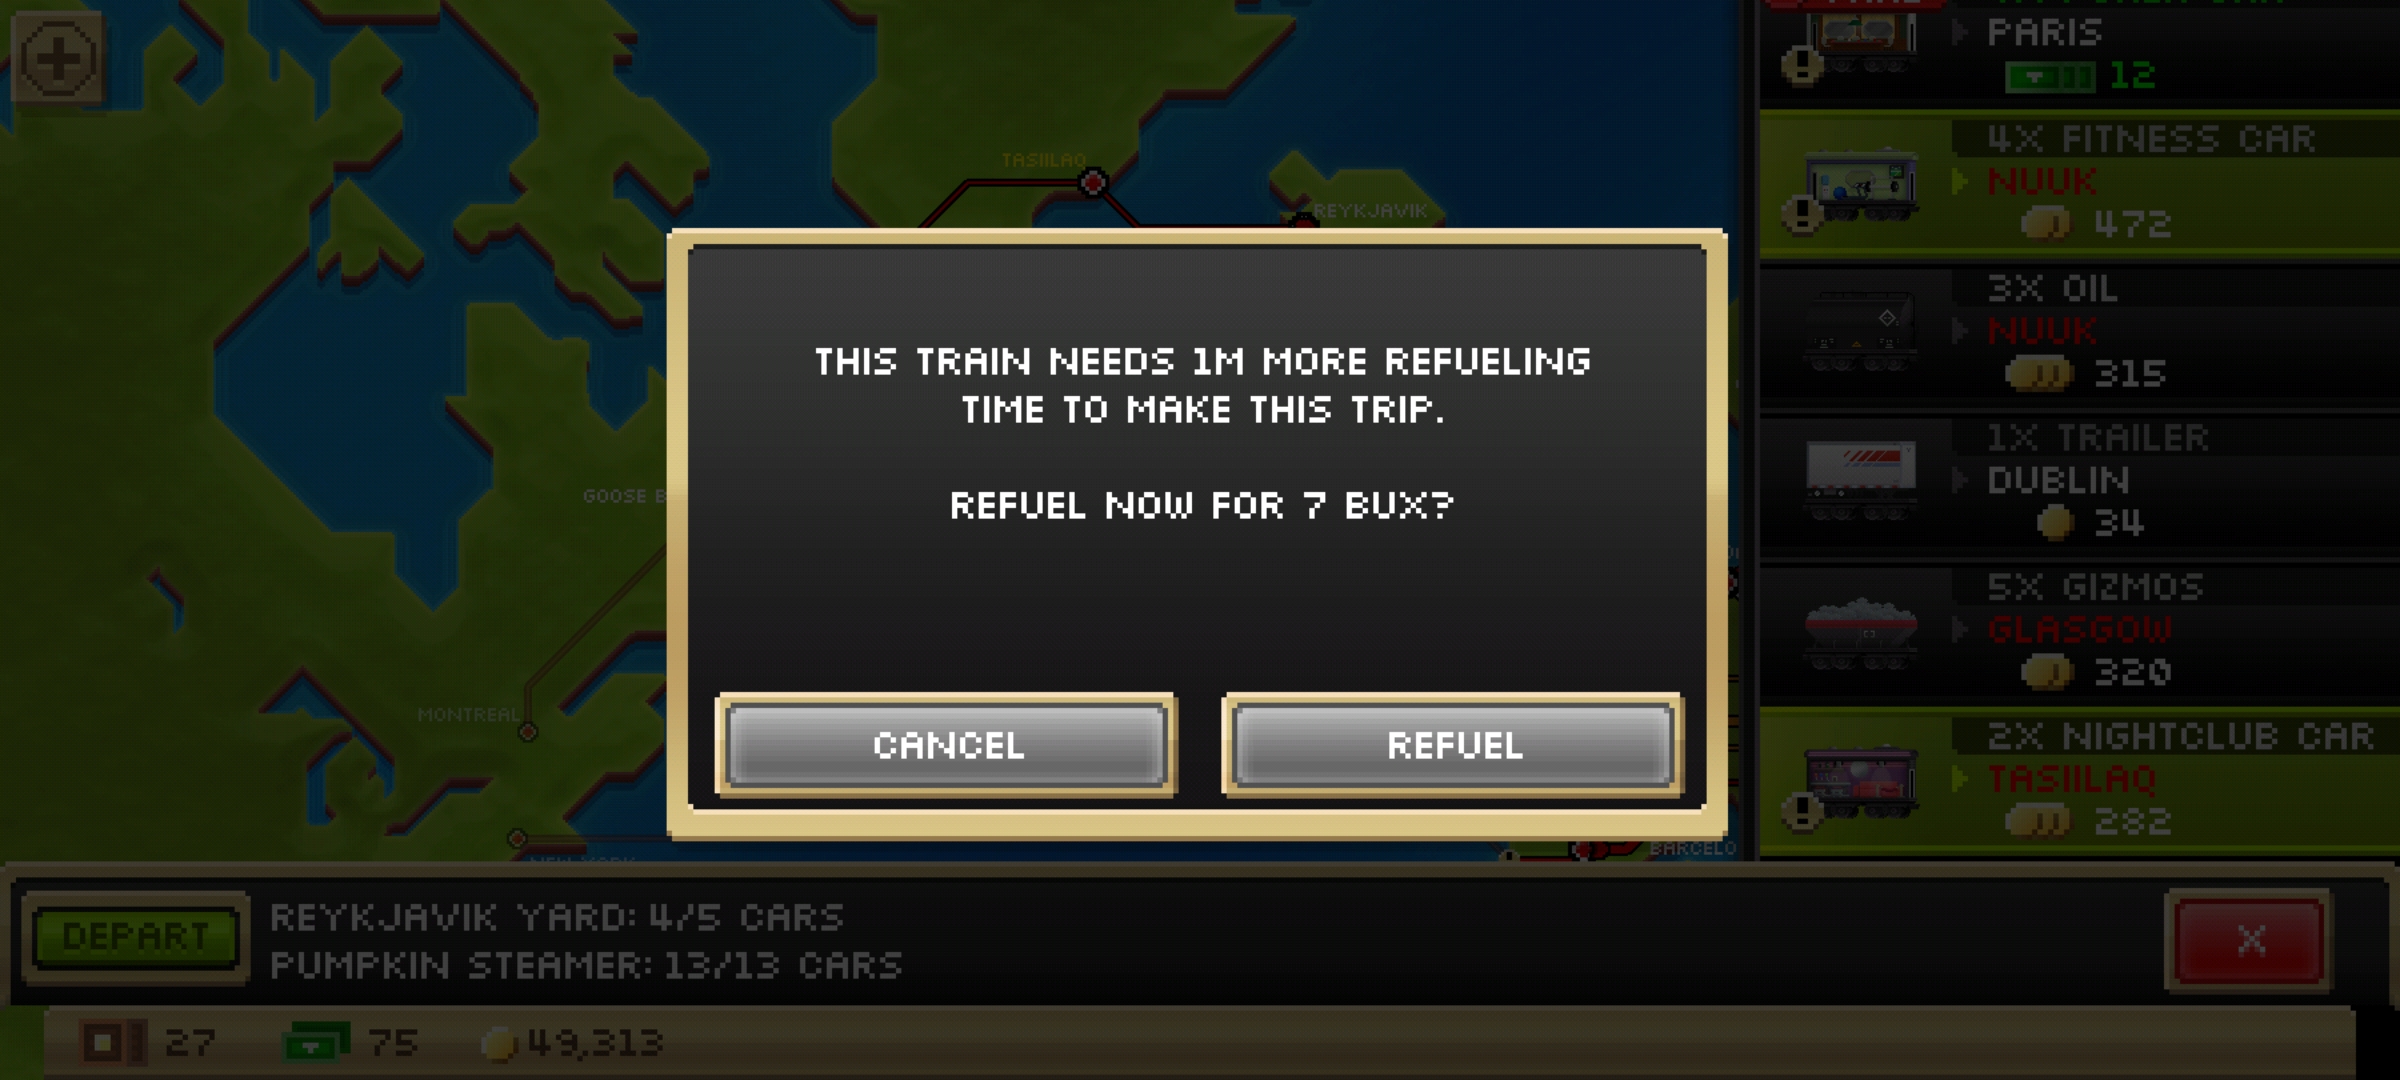 PARIS
12
TASIILAQ
4X FITNESS CAR
NUUK
472
REYKJAVIK
3X OIL
NUUK
315
THIS TRAIN NEEDS 1M MORE REFUELING
TIME TO MAKE THIS TRIP.
1X TRAILER
DUBLIN
34
GOOSE B
REFUEL NOW FOR 7 BUX?
5X GIZMOS
GLASGOW
320
MONTREAL
CANCEL
REFUEL
2X NIGHTCLUB CAR
TASIILAQ
282
BARCELO
DEPART
REYKJAVIK YARD: 4/5 CARS
PUMPKIN STEAMER: 13/13 CARS
X
27
75
49,313